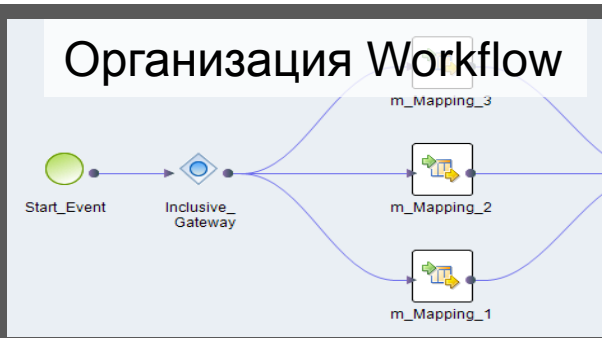 Организация Workflow
m_Mapping_3
m_Mapping_2
Start_Event
Inclusive_
Gateway
m_Mapping_1